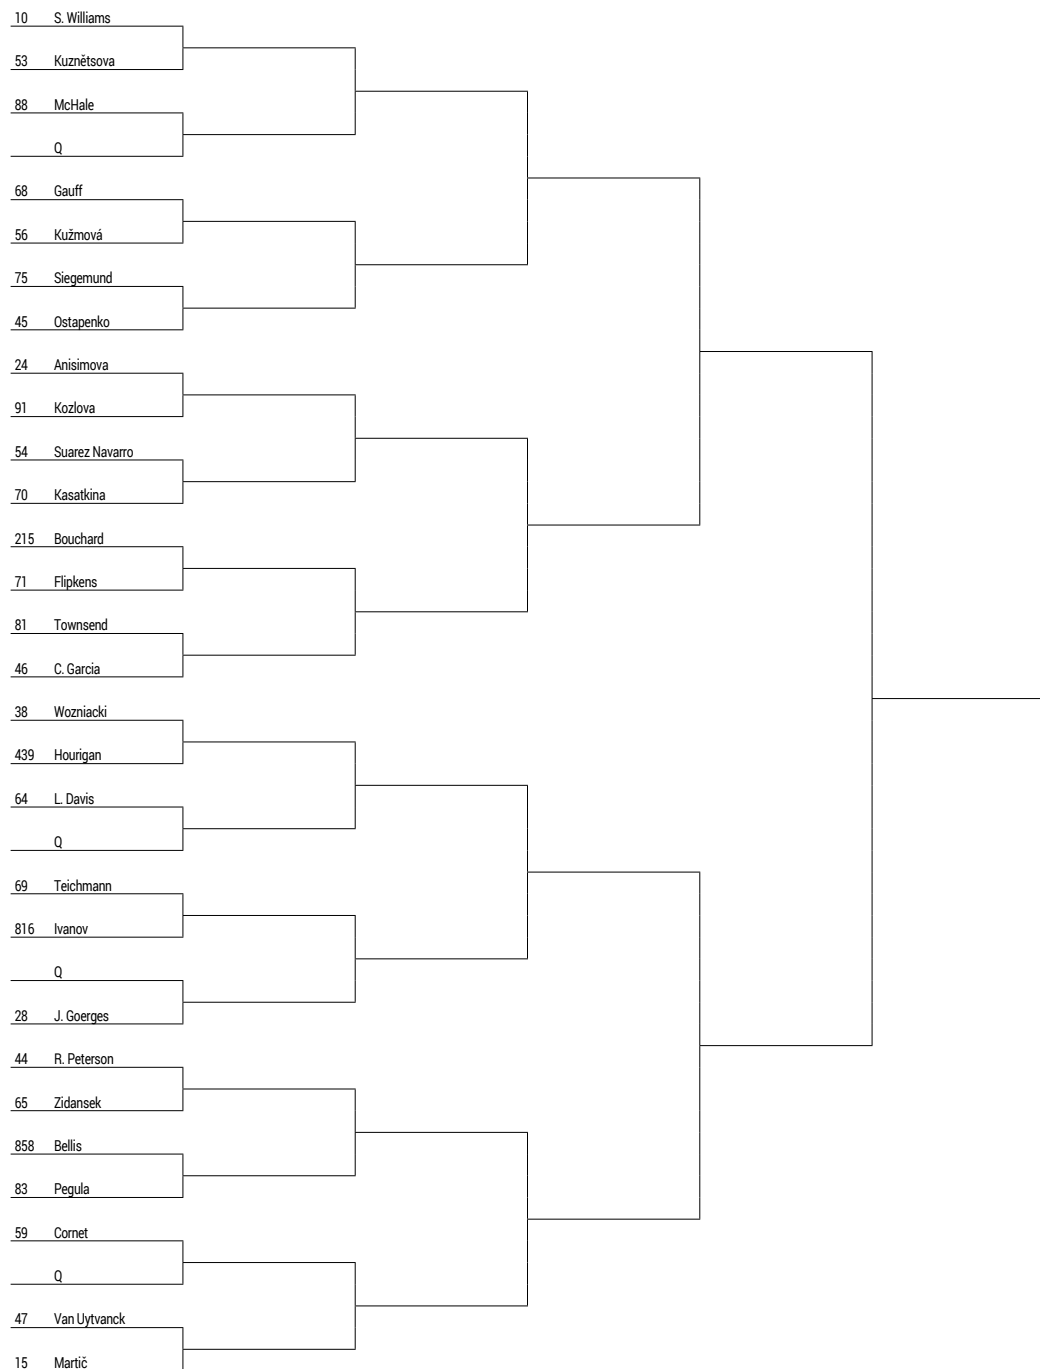 10 S. Williams
53 Kuznětsova
88 McHale
Q
68 Gauff
56 Kužmová
75 Siegemund
45 Ostapenko
24 Anisimova
91 Kozlova
54 Suarez Navarro
70 Kasatkina
215 Bouchard
71 Flipkens
81 Townsend
46 C. Garcia
38 Wozniacki
439 Hourigan
64 L. Davis
Q
69 Teichmann
816 Ivanov
Q
28 J. Goerges
44 R. Peterson
65 Zidansek
858 Bellis
83 Pegula
59 Cornet
Q
47 Van Uytvanck
15 Martič